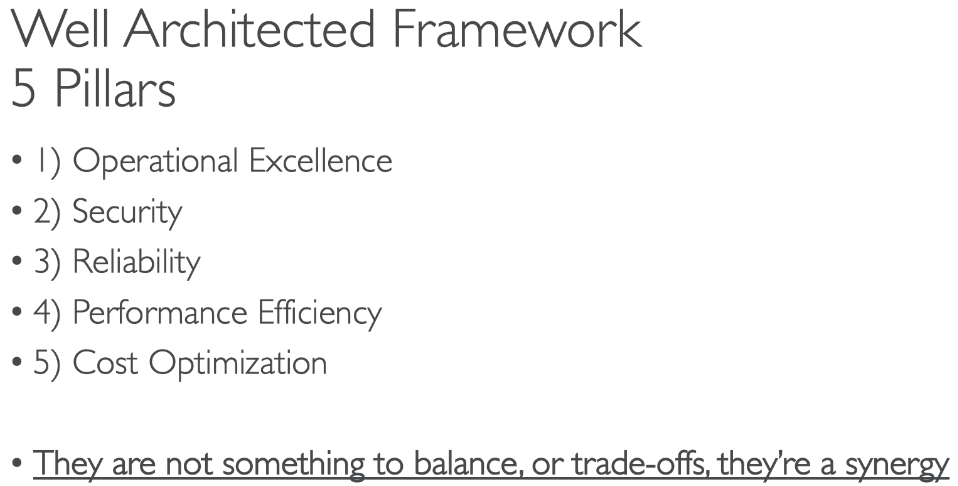 Well Architected Framework
5 Pillars
• 1) Operational Excellence
• 2) Security
• 3) Reliability
• 4) Performance Efficiency
• 5) Cost Optimization
• They are not something to balance, or trade-offs, they're a synergy